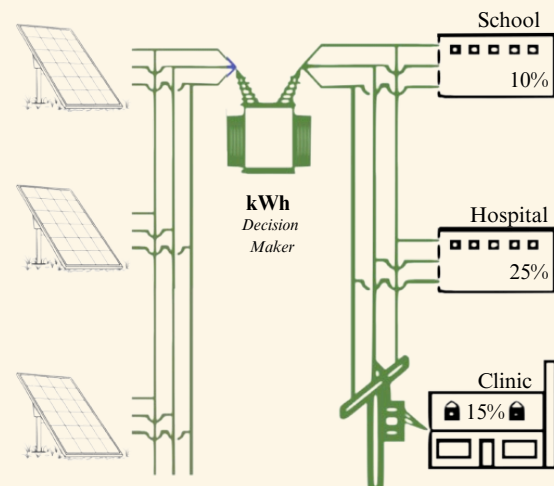 School
10%
kWh
Decision
Maker
Hospital
25%
Clinic
15%